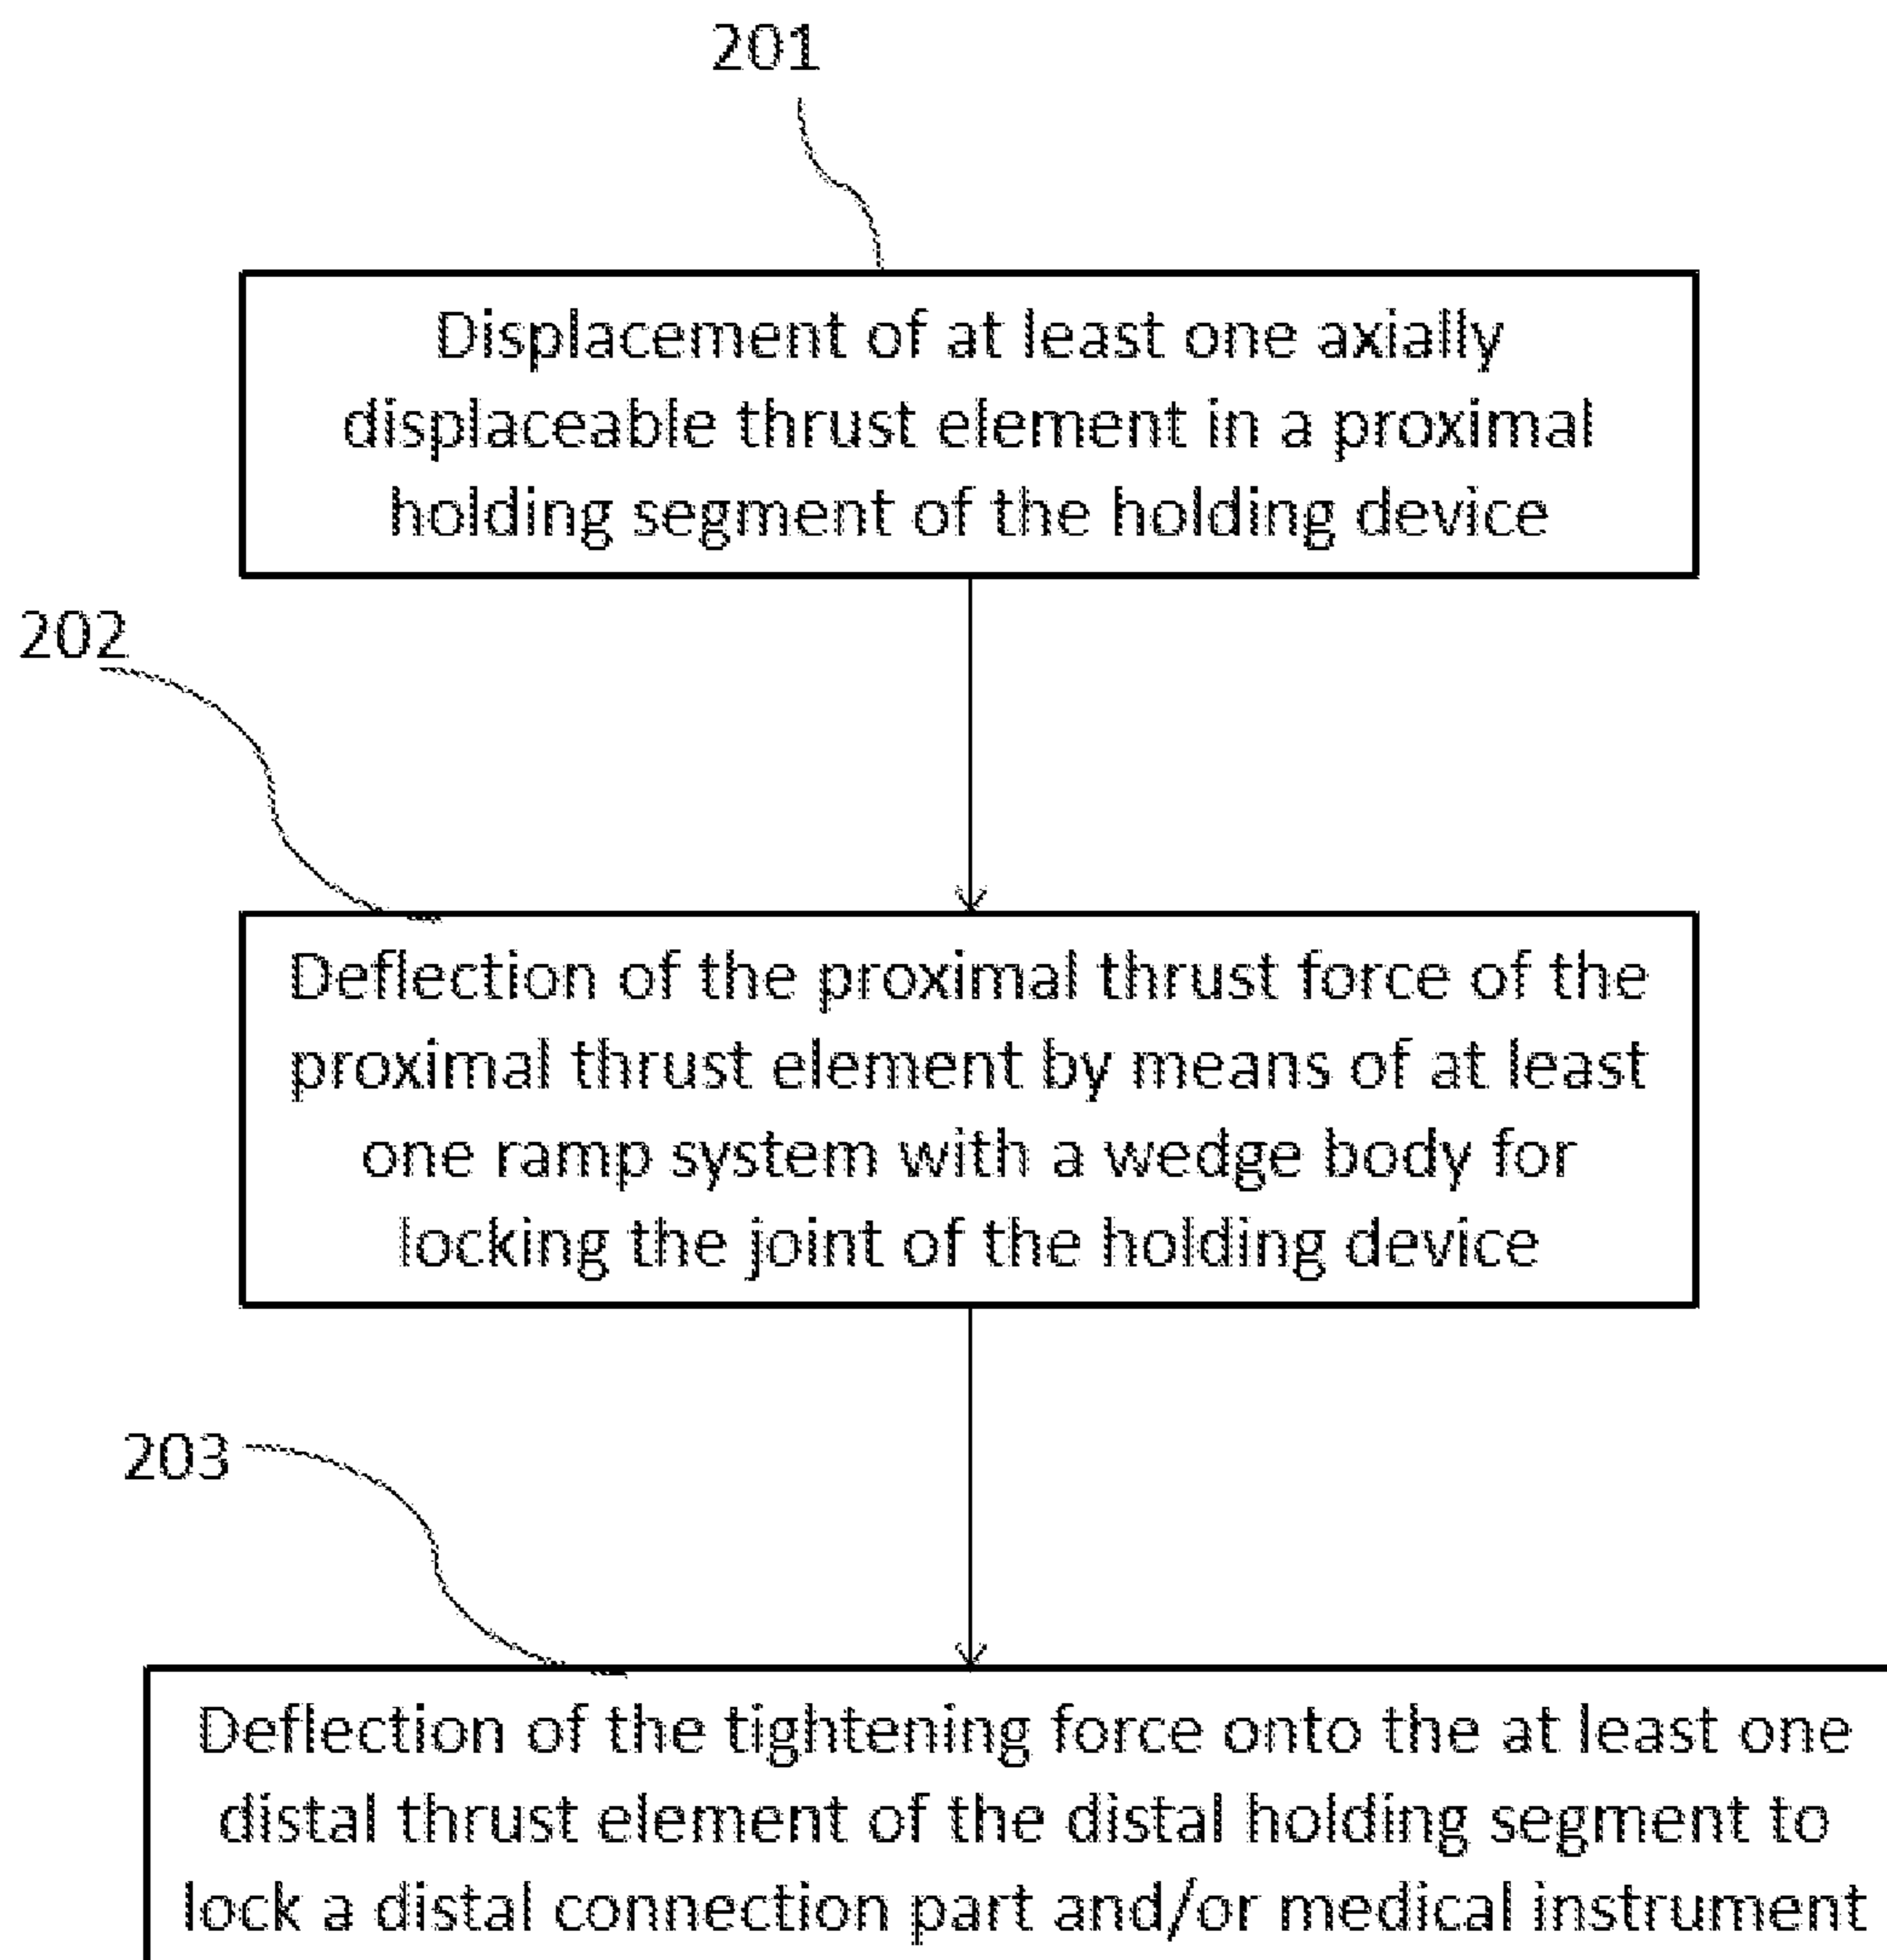 201
Displacement of at least one axially
displaceable thrust element in a proximal
holding segment of the holding device
202
Deflection of the proximal thrust force of the
proximal thrust element by means of at least
one ramp system with a wedge body for
locking the joint of the holding device
203
Deflection of the tightening force onto the at least one
distal thrust element of the distal holding segment to
lock a distal connection part and/or medical instrument